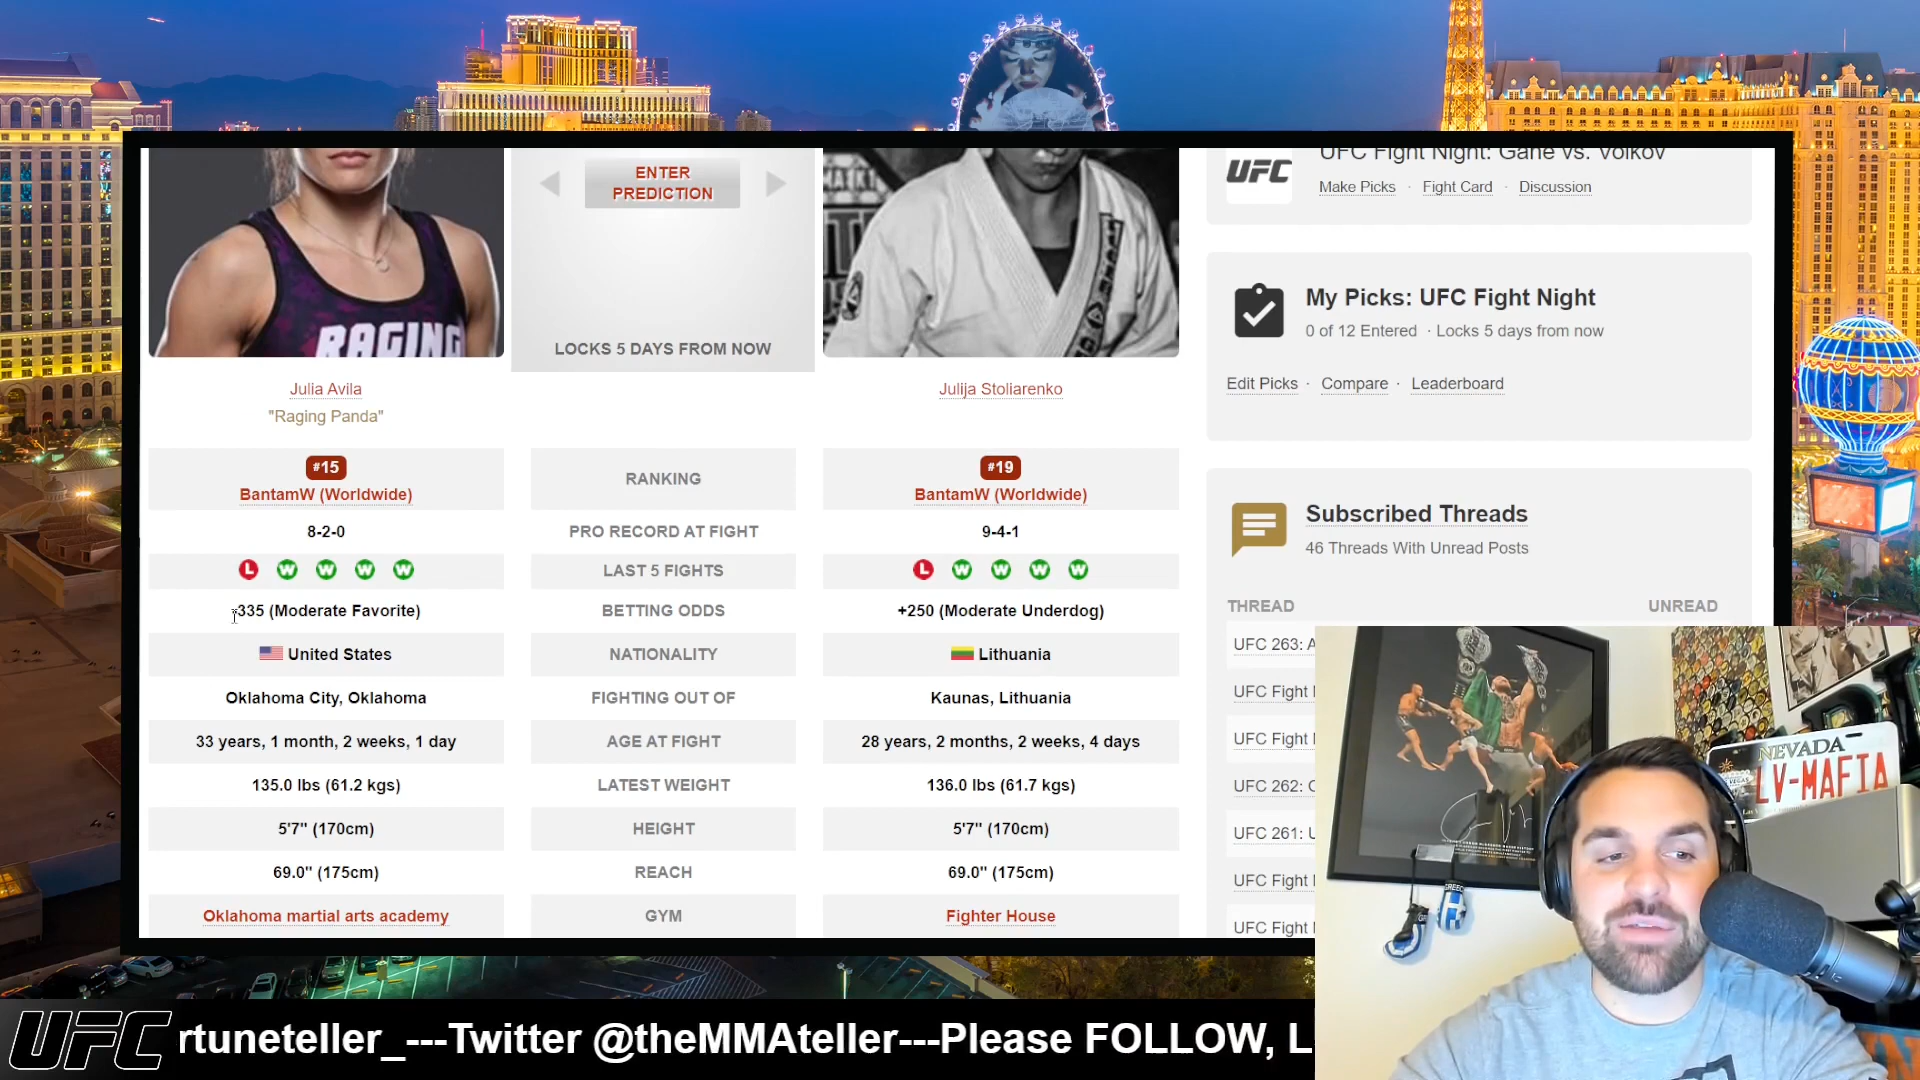 RAGING
ENTER
PREDICTION
LOCKS 5 DAYS FROM NOW
Julia Avila
"Raging Panda"
Julija Stoliarenko
#15
BantamW (Worldwide)
RANKING
#19
BantamW (Worldwide)
8-2-0
PRO RECORD AT FIGHT
9-4-1
L W W W W
LAST 5 FIGHTS
L W W W W
-335 (Moderate Favorite)
BETTING ODDS
+250 (Moderate Underdog)
United States
NATIONALITY
Lithuania
Oklahoma City, Oklahoma
FIGHTING OUT OF
Kaunas, Lithuania
33 years, 1 month, 2 weeks, 1 day
AGE AT FIGHT
28 years, 2 months, 2 weeks, 4 days
135.0 lbs (61.2 kgs)
LATEST WEIGHT
136.0 lbs (61.7 kgs)
5'7" (170cm)
HEIGHT
5'7" (170cm)
69.0" (175cm)
REACH
69.0" (175cm)
Oklahoma martial arts academy
GYM
Fighter House
UFC
UFC Fight Night: Gane vs. Volkov
Make Picks · Fight Card · Discussion
My Picks: UFC Fight Night
0 of 12 Entered · Locks 5 days from now
Edit Picks · Compare · Leaderboard
Subscribed Threads
46 Threads With Unread Posts
THREAD UNREAD
UFC 263: A
UFC Fight
UFC Fight
UFC 262:
UFC 261: U
UFC Fight
UFC Fight
NEVADA
LV-MAFIA
UFC
rtuneteller_---Twitter @theMMAteller---Please FOLLOW, L